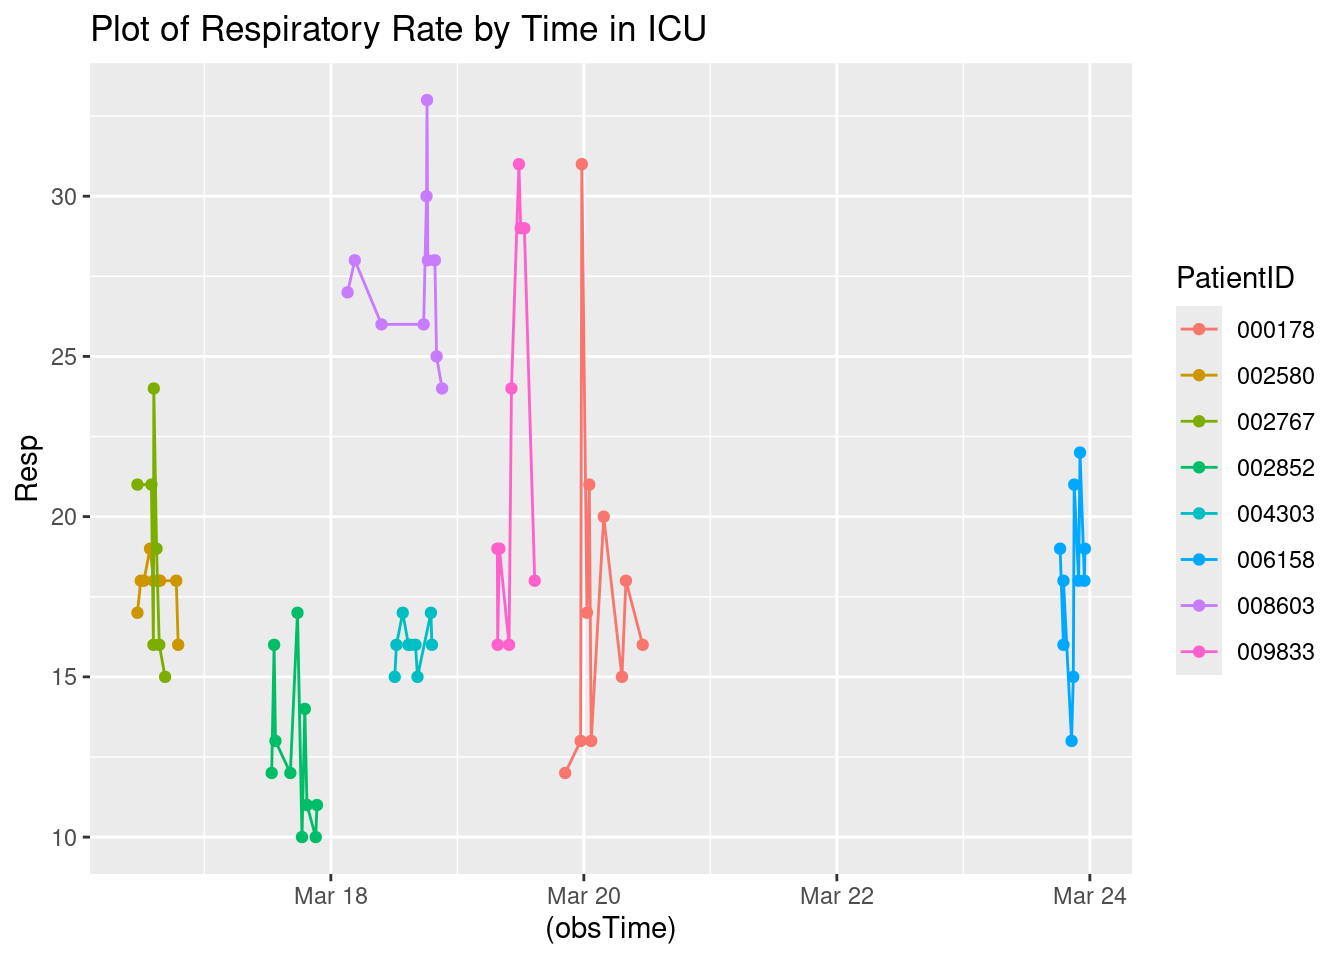 Plot of Respiratory Rate by Time in ICU
Resp
30
25
20
15
10
Mar 18
Mar 20
Mar 22
Mar 24
(obsTime)
PatientID
000178
002580
002767
002852
004303
006158
008603
009833